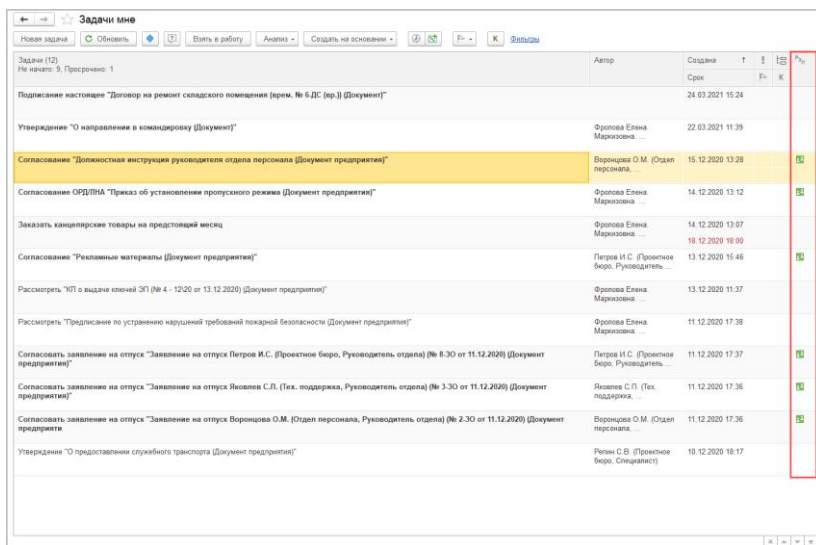 Задачи мне
Новая задача Обновить Взять в работу Анализ Создать на основании К Фильтры
Задачи (12) Автор Создана ↑ !
Не начато: 9, Просрочено: 1 Срок К
Подписание настоящее "Договор на ремонт складского помещения (врем. № 6-ДС (вр.)) (Документ)" 24.03.2021 15:24
Утверждение "О направлении в командировку (Документ)" Фролова Елена 22.03.2021 11:39
Маркизовна. ...
Согласование "Должностная инструкция руководителя отдела персонала (Документ предприятия)" Воронцова О.М. (Отдел 15.12.2020 13:28
персонала, ...
Согласование ОРД/ЛНА "Приказ об установлении пропускного режима (Документ предприятия)" Фролова Елена 14.12.2020 13:12
Маркизовна. ...
Заказать канцелярские товары на предстоящий месяц Фролова Елена 14.12.2020 13:07
Маркизовна. ... 18.12.2020 18:00
Согласование "Рекламные материалы (Документ предприятия)" Петров И.С. (Проектное 13.12.2020 15:46
бюро, Руководитель ...
Рассмотреть "КП о выдаче ключей ЭП (№ 4 - 12\20 от 13.12.2020) (Документ предприятия)" Фролова Елена 13.12.2020 11:37
Маркизовна. ...
Рассмотреть "Предписание по устранению нарушений требований пожарной безопасности (Документ предприятия)" Фролова Елена 11.12.2020 17:38
Маркизовна. ...
Согласовать заявление на отпуск "Заявление на отпуск Петров И.С. (Проектное бюро, Руководитель отдела) (№ 8-ЗО от 11.12.2020) (Документ Петров И.С. (Проектное 11.12.2020 17:37
предприятия)" бюро, Руководитель ...
Согласовать заявление на отпуск "Заявление на отпуск Яковлев С.П. (Тех. поддержка, Руководитель отдела) (№ 3-ЗО от 11.12.2020) (Документ Яковлев С.П. (Тех. 11.12.2020 17:36
предприятия)" поддержка, ...
Согласовать заявление на отпуск "Заявление на отпуск Воронцова О.М. (Отдел персонала, Руководитель отдела) (№ 2-ЗО от 11.12.2020) (Документ Воронцова О.М. (Отдел 11.12.2020 17:36
предприяти персонала, ...
Утверждение "О предоставлении служебного транспорта (Документ предприятия)" Репин С.В. (Проектное 10.12.2020 18:17
бюро, Специалист)